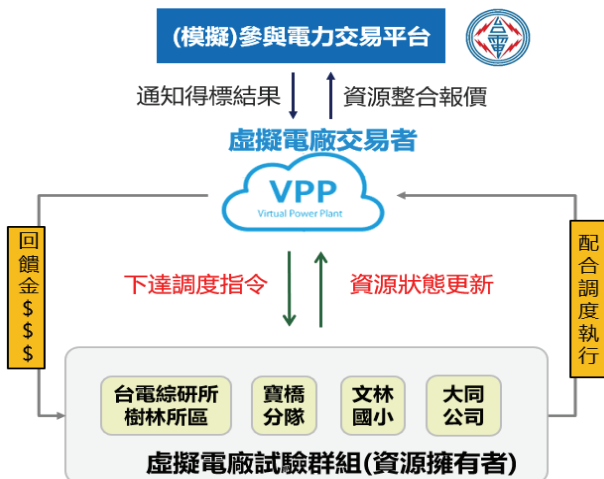 (模擬)參與電力交易平台
通知得標結果
資源整合報價
虛擬電廠交易者
VPP
Virtual Power Plant
回饋金$$$
下達調度指令
資源狀態更新
配合調度執行
台電綜研所
樹林所區
寶橋
分隊
文林
國小
大同
公司
虛擬電廠試驗群組(資源擁有者)